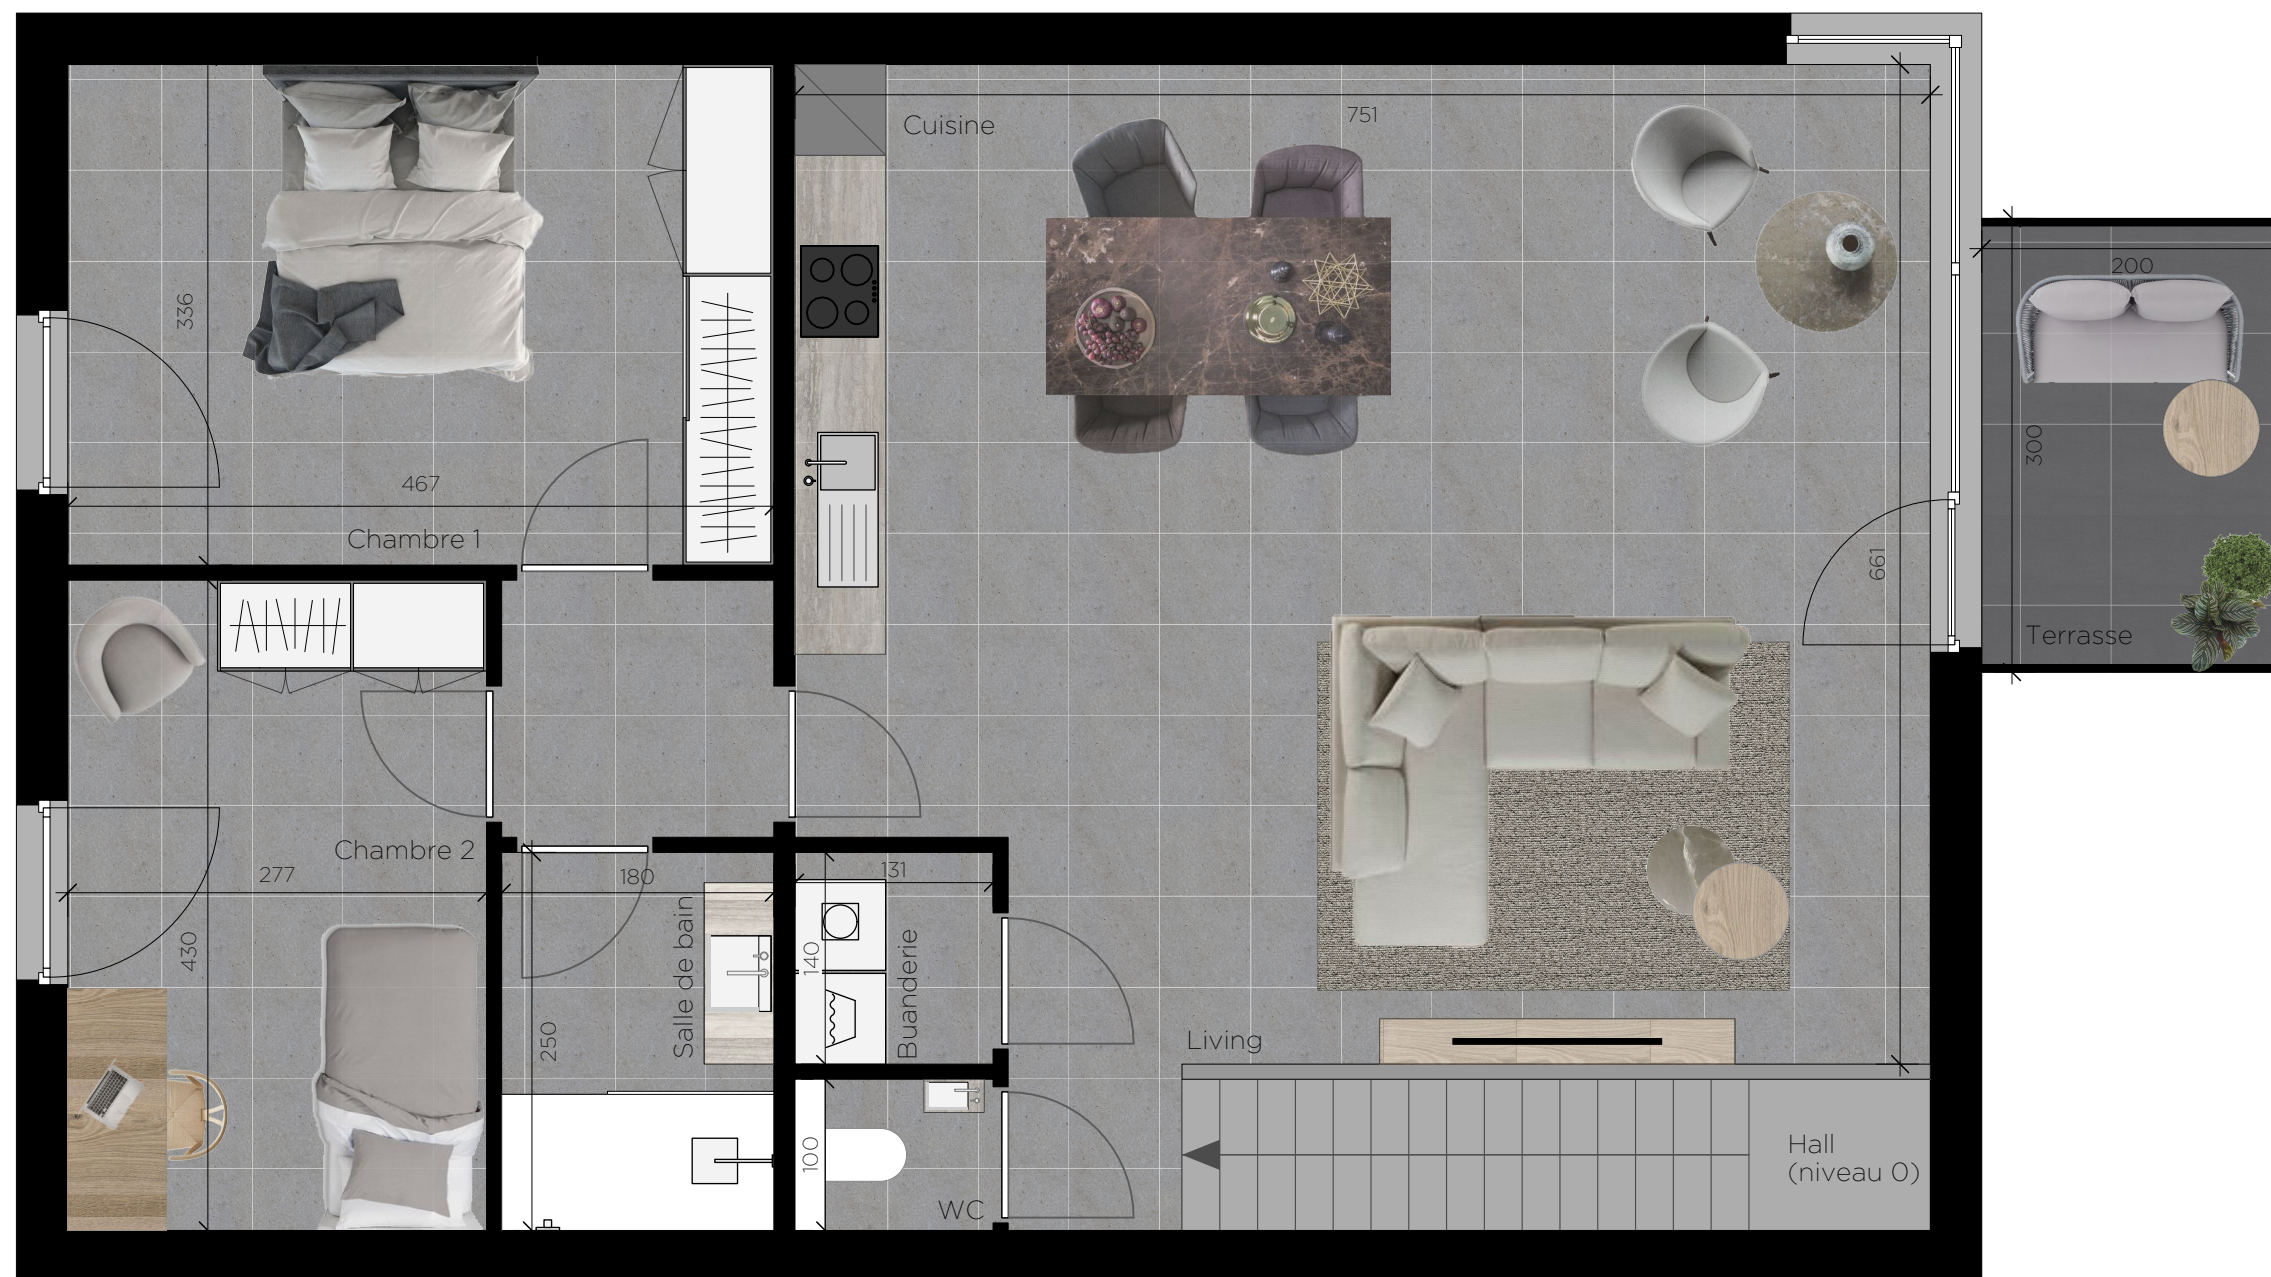 Cuisine
751
200
336
300
467
Chambre 1
661
Terrasse
Chambre 2
277
180
131
430
Salle de bain
140
Buanderie
250
Living
100
WC
Hall
(niveau 0)